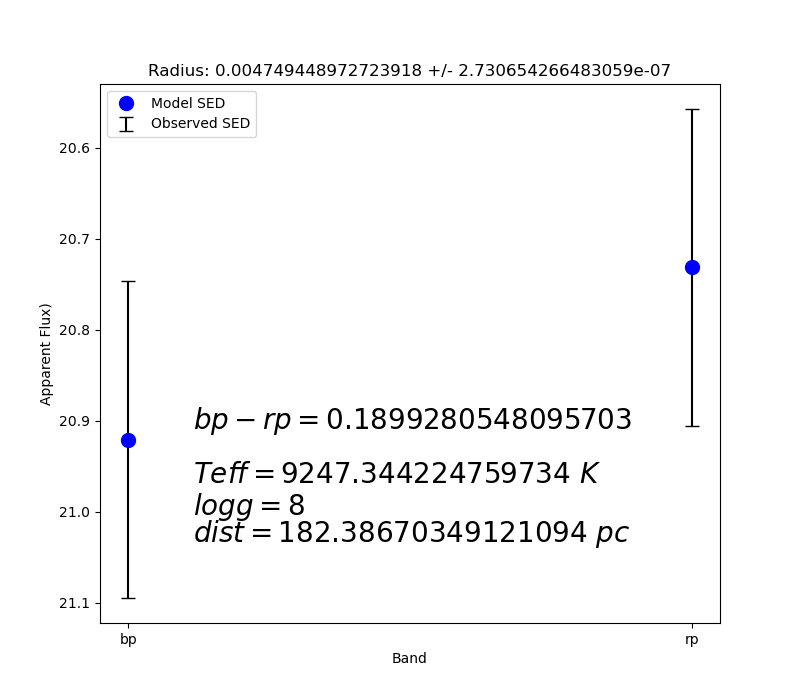 Radius: 0.004749448972723918 +/- 2.730654266483059e-07
Model SED
Observed SED
20.6
20.7
20.8
20.9
21.0
21.1
Apparent Flux)
bp − rp = 0.1899280548095703
Teff = 9247.344224759734 K
logg = 8
dist = 182.38670349121094 pc
bp
rp
Band